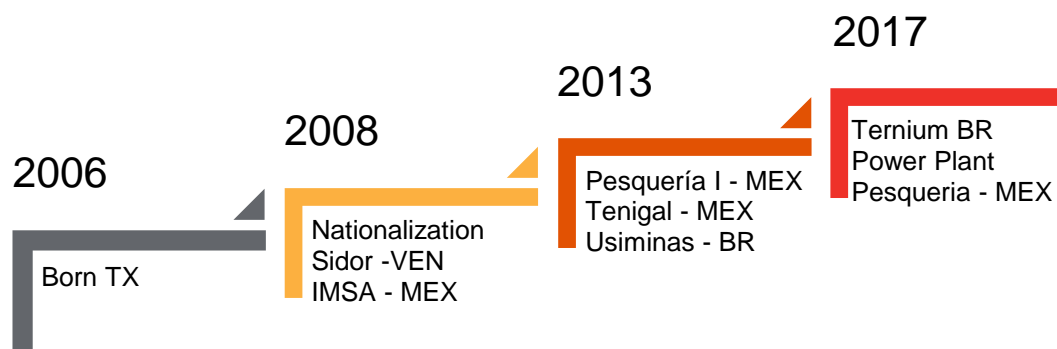 2006
Born TX
2008
Nationalization
Sidor -VEN
IMSA - MEX
2013
Pesquería I - MEX
Tenigal - MEX
Usiminas - BR
2017
Ternium BR
Power Plant
Pesqueria - MEX